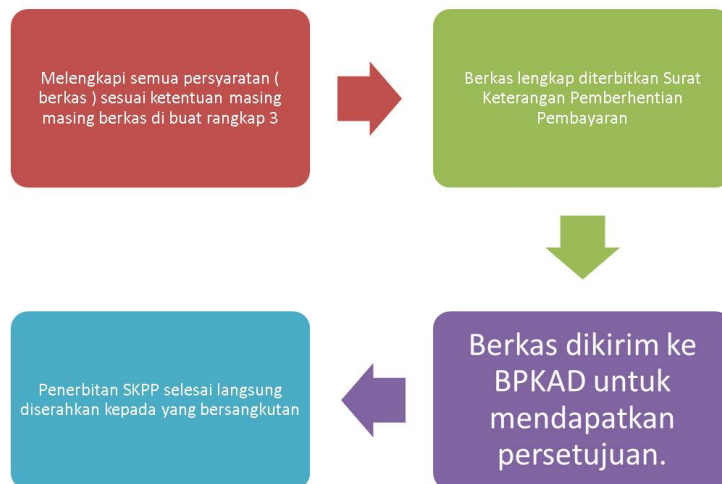 Melengkapi semua persyaratan (
berkas ) sesuai ketentuan masing
masing berkas di buat rangkap 3
Berkas lengkap diterbitkan Surat
Keterangan Pemberhentian
Pembayaran
Berkas dikirim ke
BPKAD untuk
mendapatkan
persetujuan.
Penerbitan SKPP selesai langsung
diserahkan kepada yang bersangkutan